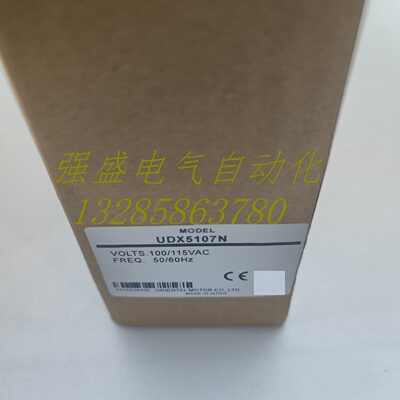 强盛电气自动化
13285863780
MODEL
UDX5107N
VOLTS.100/115VAC
FREQ. 50/60Hz
CE
ORIENTAL MOTOR CO.,LTD.
MADE IN JAPAN